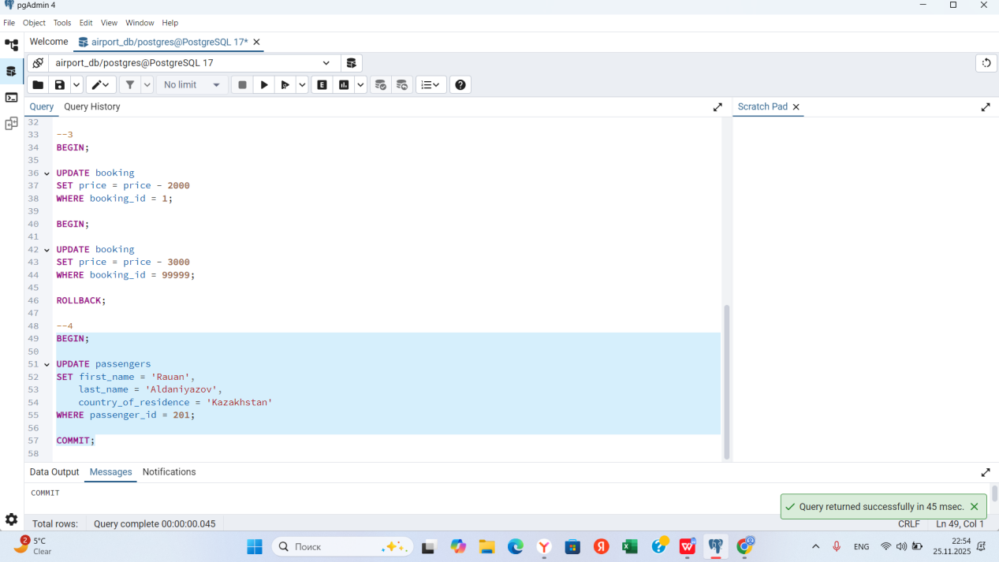 pgAdmin 4
File Object Tools Edit View Window Help
Welcome airport_db/postgres@PostgreSQL 17*
airport_db/postgres@PostgreSQL 17
No limit
Query Query History
Scratch Pad
32
33 --3
34 BEGIN;
35
36 UPDATE booking
37 SET price = price - 2000
38 WHERE booking_id = 1;
39
40 BEGIN;
41
42 UPDATE booking
43 SET price = price - 3000
44 WHERE booking_id = 99999;
45
46 ROLLBACK;
47
48 --4
49 BEGIN;
50
51 UPDATE passengers
52 SET first_name = 'Rauan',
53 last_name = 'Aldaniyazov',
54 country_of_residence = 'Kazakhstan'
55 WHERE passenger_id = 201;
56
57 COMMIT;
58
Data Output Messages Notifications
COMMIT
Query returned successfully in 45 msec.
Total rows: Query complete 00:00:00.045 CRLF Ln 49, Col 1
2 5°C
Clear
Поиск
ENG
22:54
25.11.2025